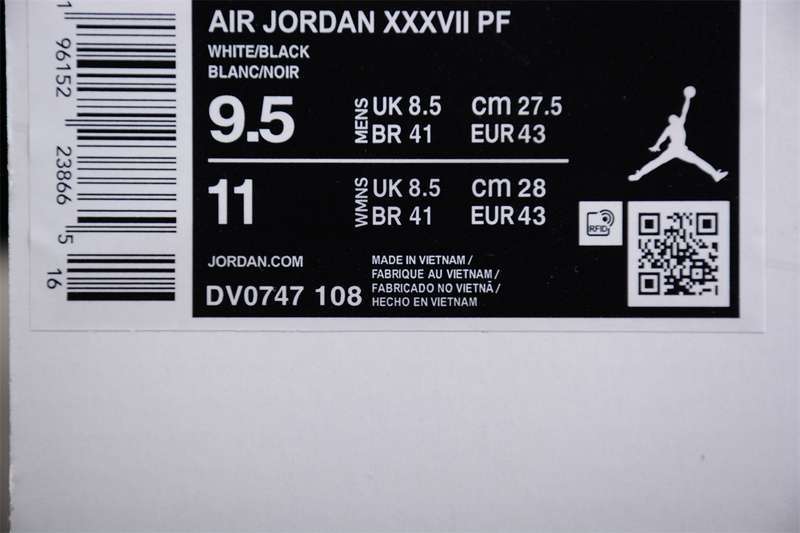 AIR JORDAN XXXVII PF
WHITE/BLACK
BLANC/NOIR
9.5 MENS UK 8.5 CM 27.5
BR 41 EUR 43
11 WMNS UK 8.5 CM 28
BR 41 EUR 43
RFID
JORDAN.COM
DV0747 108
MADE IN VIETNAM /
FABRIQUE AU VIETNAM /
FABRICADO NO VIETNÃ /
HECHO EN VIETNAM
1 96152 23866 5
16